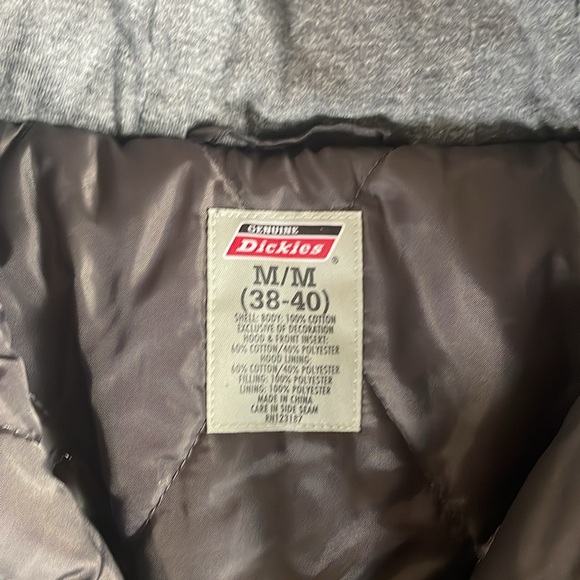 GENUINE
Dickies®
M/M
(38-40)
SHELL: BODY: 100% COTTON
EXCLUSIVE OF DECORATION
HOOD & FRONT INSERT:
60% COTTON/40% POLYESTER
HOOD LINING:
60% COTTON/40% POLYESTER
FILLING: 100% POLYESTER
LINING: 100% POLYESTER
MADE IN CHINA
CARE IN SIDE SEAM
RN123187